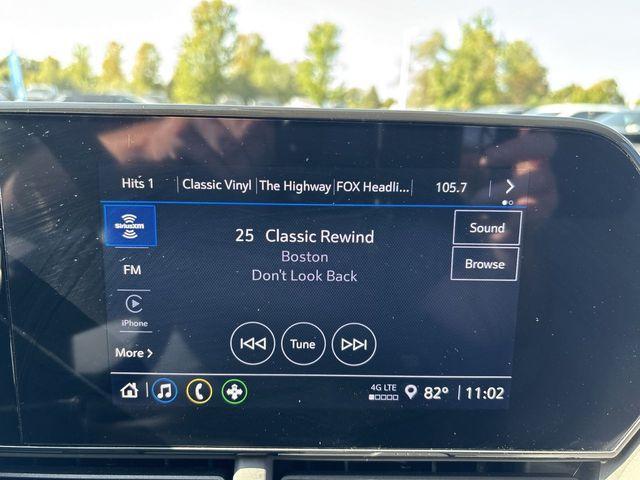 Hits 1 Classic Vinyl The Highway FOX Headli... 105.7
SiriusXM
25 Classic Rewind
Boston
Don't Look Back
Sound
Browse
FM
iPhone
More
Tune
4G LTE
82° 11:02